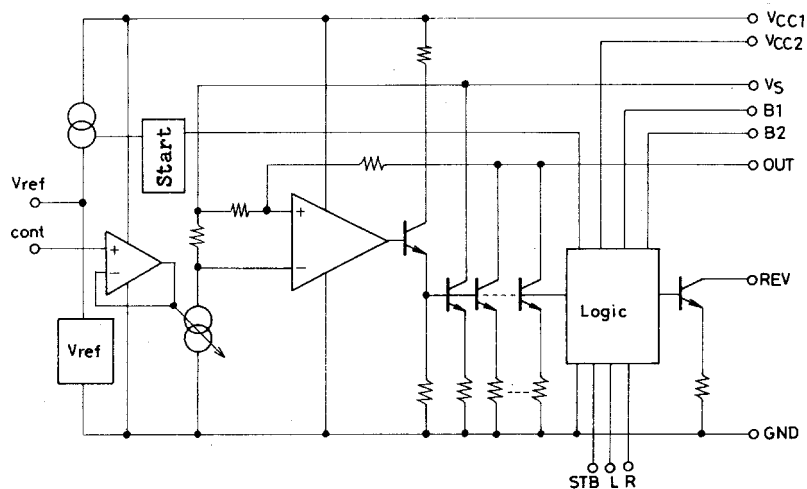 VCC1
VCC2
VS
B1
B2
OUT
Start
Vref
cont
+
−
+
−
Vref
Logic
REV
GND
STB L R